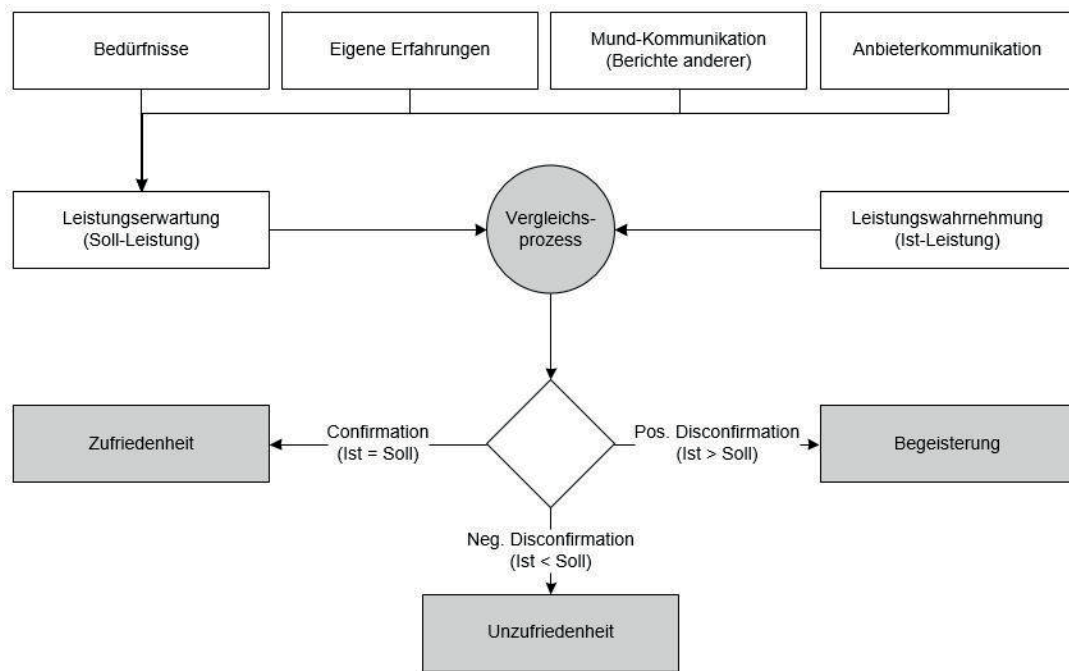 Bedürfnisse
Eigene Erfahrungen
Mund-Kommunikation
(Berichte anderer)
Anbieterkommunikation
Leistungserwartung
(Soll-Leistung)
Vergleichs-
prozess
Leistungswahrnehmung
(Ist-Leistung)
Zufriedenheit
Confirmation
(Ist = Soll)
Pos. Disconfirmation
(Ist > Soll)
Begeisterung
Neg. Disconfirmation
(Ist < Soll)
Unzufriedenheit